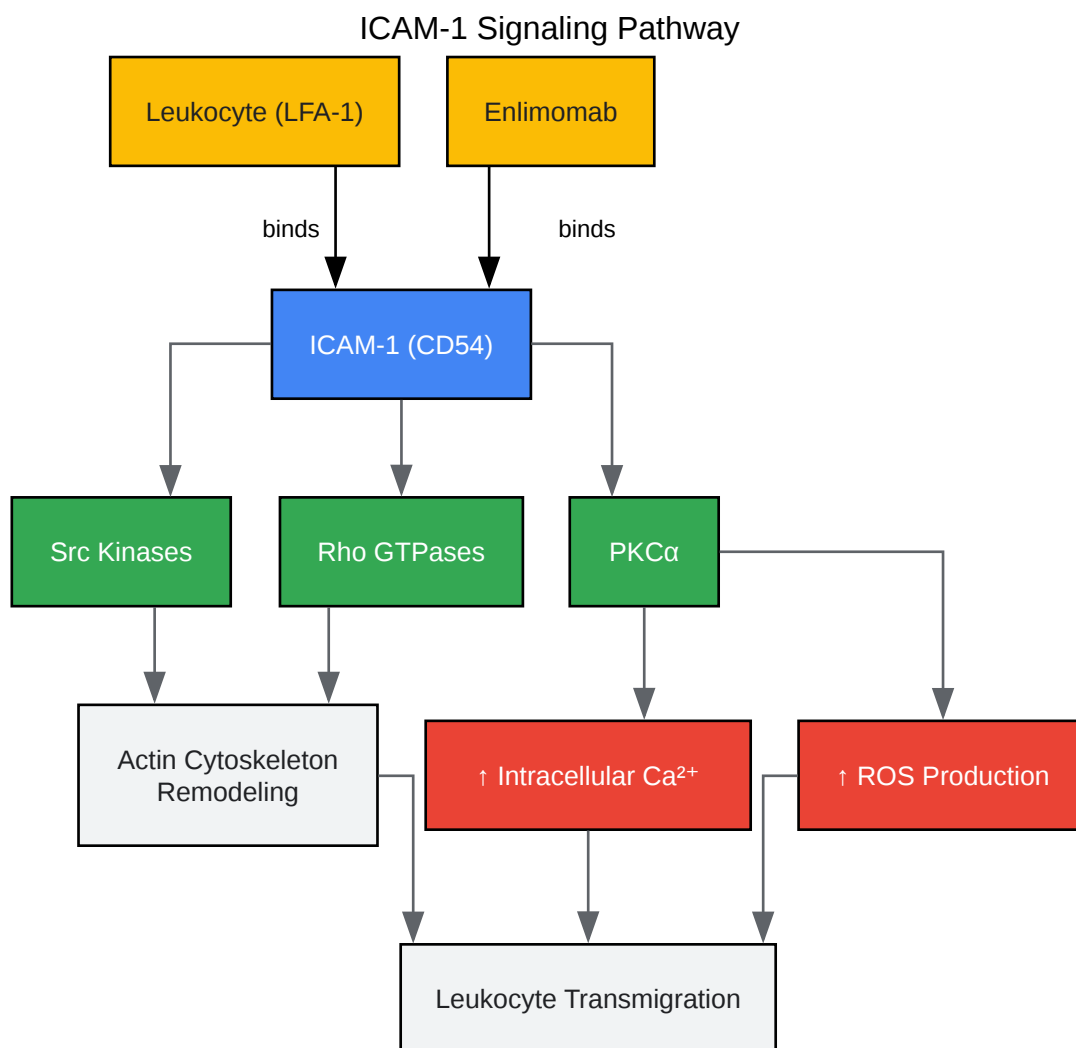 ICAM-1 Signaling Pathway
Leukocyte (LFA-1)
Enlimomab
binds
binds
ICAM-1 (CD54)
Src Kinases
Rho GTPases
PKCα
Actin Cytoskeleton
Remodeling
↑ Intracellular Ca²⁺
↑ ROS Production
Leukocyte Transmigration